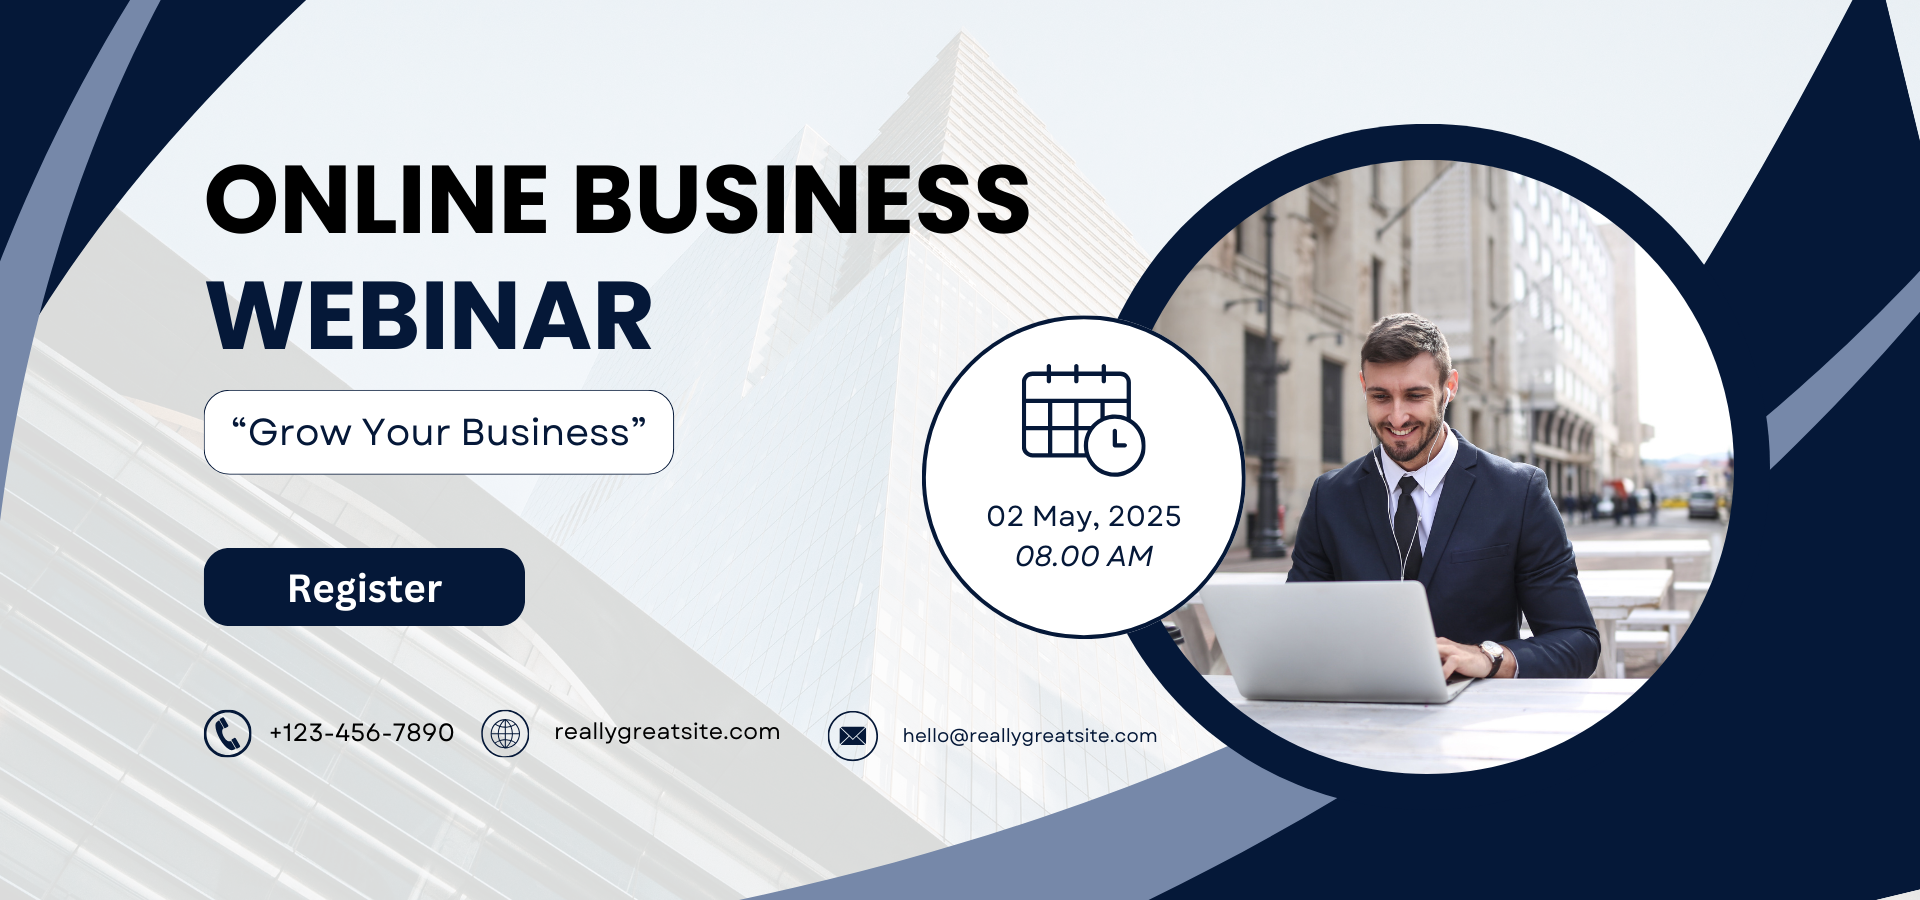 ONLINE BUSINESS
WEBINAR
“Grow Your Business”
02 May, 2025
08.00 AM
Register
+123-456-7890
reallygreatsite.com
hello@reallygreatsite.com